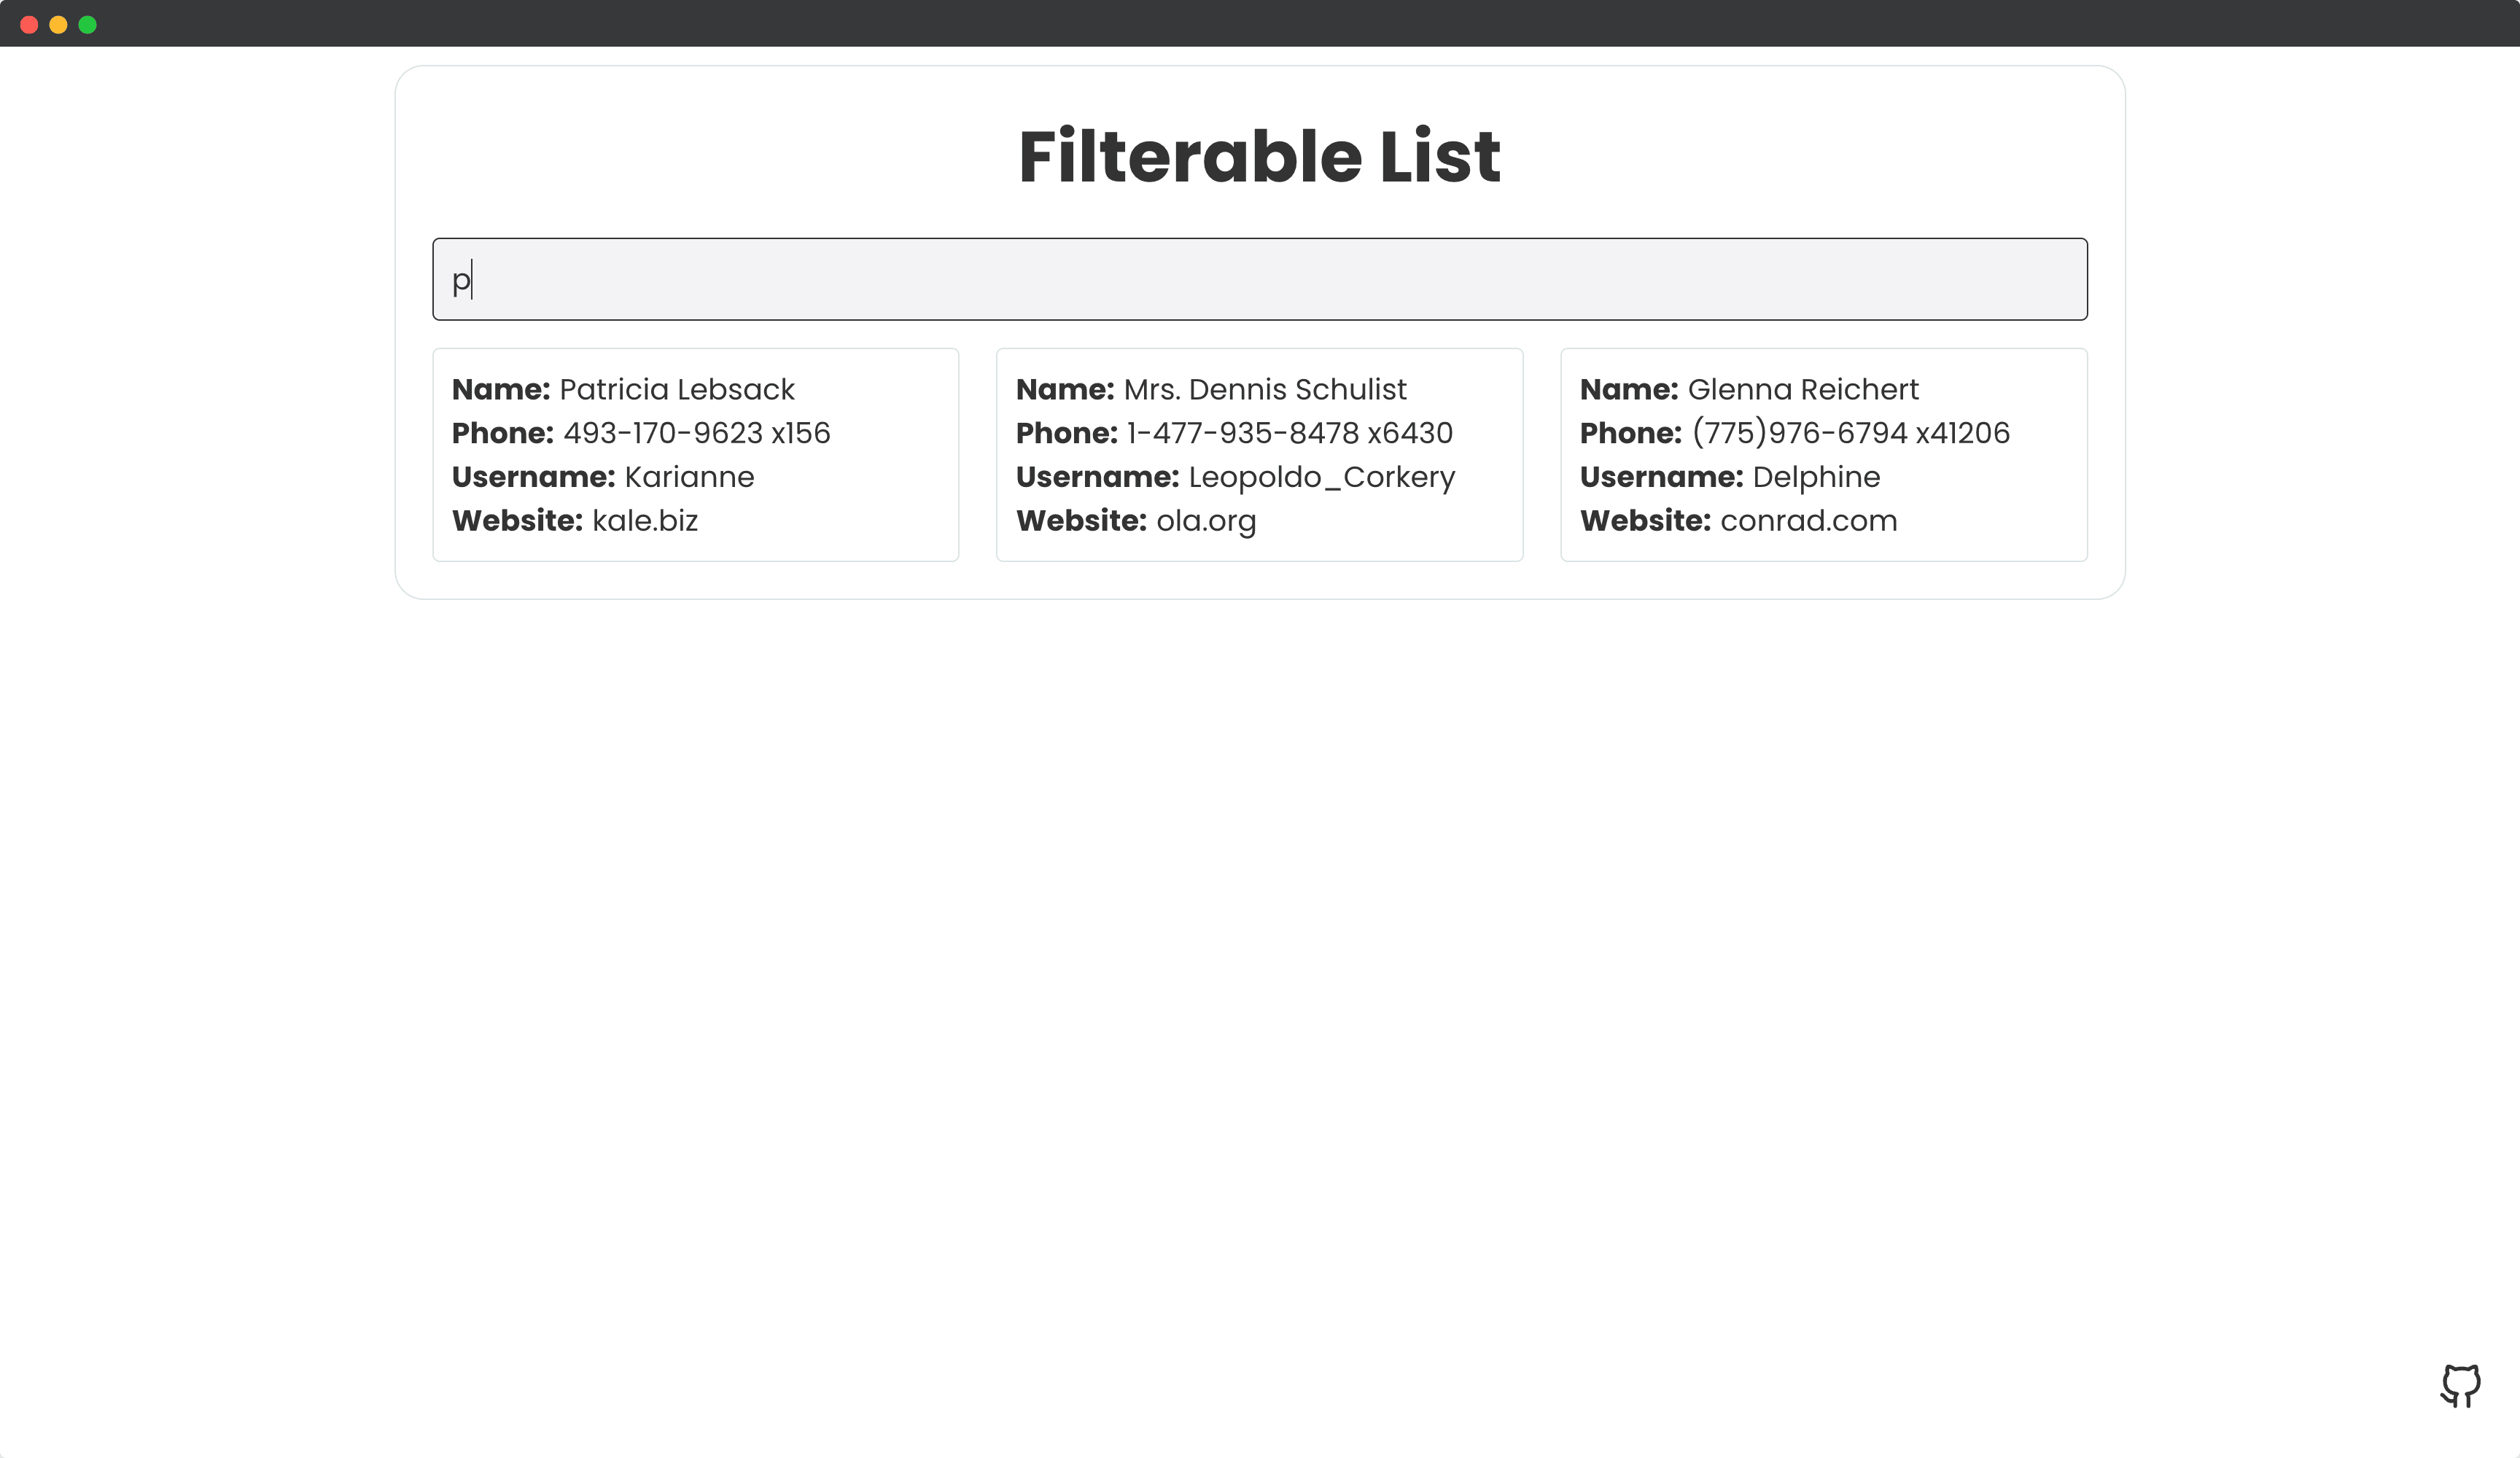 Filterable List
p
Name: Patricia Lebsack
Phone: 493-170-9623 x156
Username: Karianne
Website: kale.biz
Name: Mrs. Dennis Schulist
Phone: 1-477-935-8478 x6430
Username: Leopoldo_Corkery
Website: ola.org
Name: Glenna Reichert
Phone: (775)976-6794 x41206
Username: Delphine
Website: conrad.com